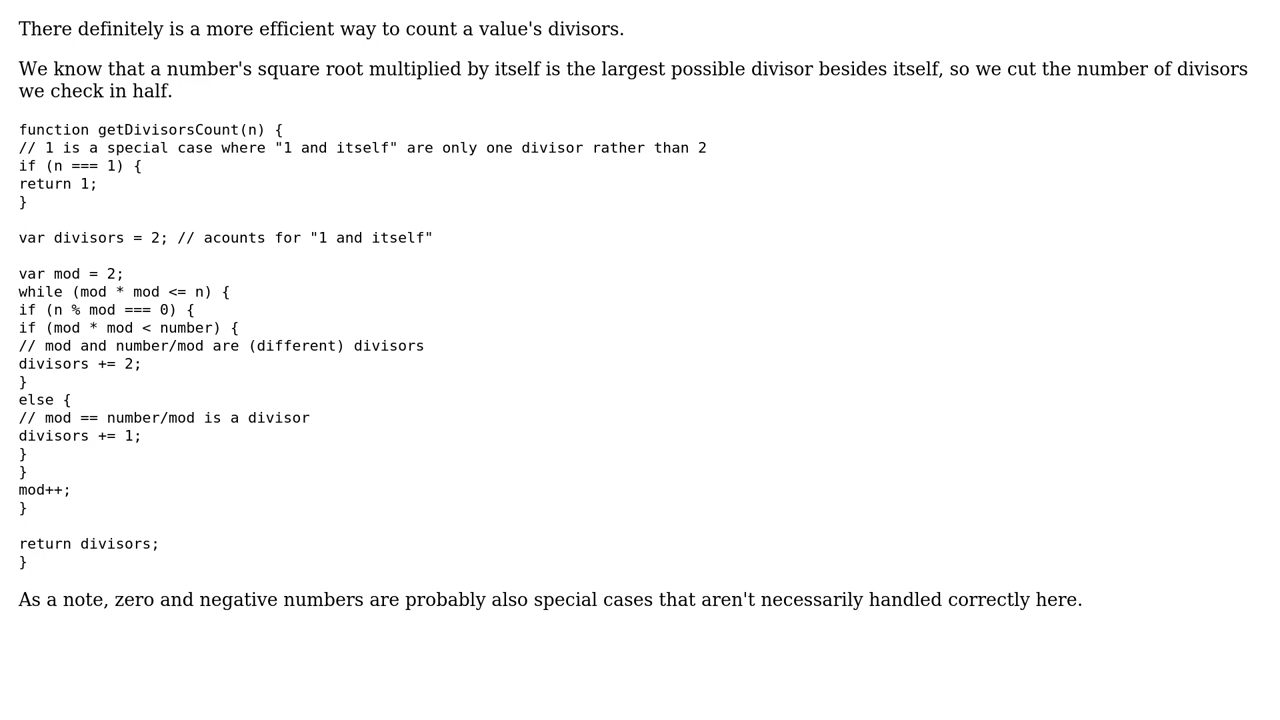 There definitely is a more efficient way to count a value's divisors.
We know that a number's square root multiplied by itself is the largest possible divisor besides itself, so we cut the number of divisors
we check in half.
function getDivisorsCount(n) {
// 1 is a special case where "1 and itself" are only one divisor rather than 2
if (n === 1) {
return 1;
}
var divisors = 2; // acounts for "1 and itself"
var mod = 2;
while (mod * mod <= n) {
if (n % mod === 0) {
if (mod * mod < number) {
// mod and number/mod are (different) divisors
divisors += 2;
}
else {
// mod == number/mod is a divisor
divisors += 1;
}
}
mod++;
}
return divisors;
}
As a note, zero and negative numbers are probably also special cases that aren't necessarily handled correctly here.